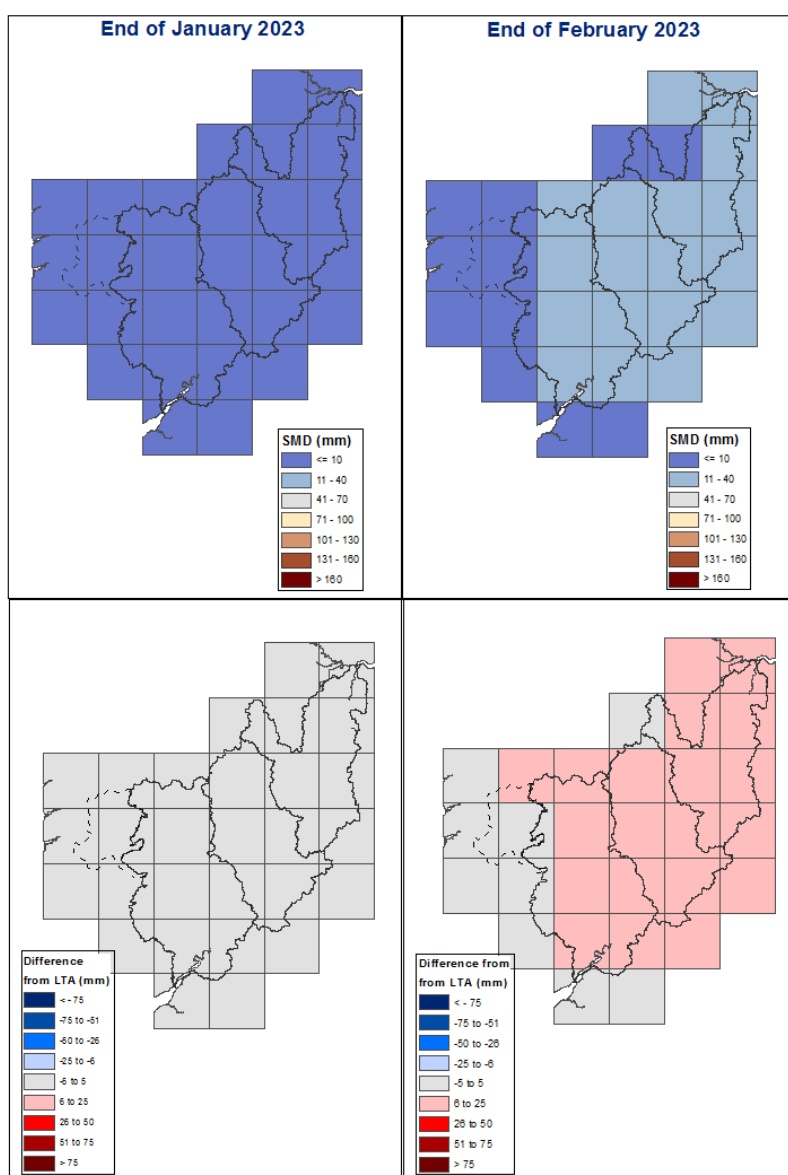 End of January 2023
End of February 2023
SMD (mm)
<= 10
11 - 40
41 - 70
71 - 100
101 - 130
131 - 160
> 160
SMD (mm)
<= 10
11 - 40
41 - 70
71 - 100
101 - 130
131 - 160
> 160
Difference
from LTA (mm)
< - 75
-75 to -51
-50 to -26
-25 to -6
-5 to 5
6 to 25
26 to 50
51 to 75
> 75
Difference from
from LTA (mm)
< - 75
-75 to -51
-50 to -26
-25 to -6
-5 to 5
6 to 25
26 to 50
51 to 75
> 75